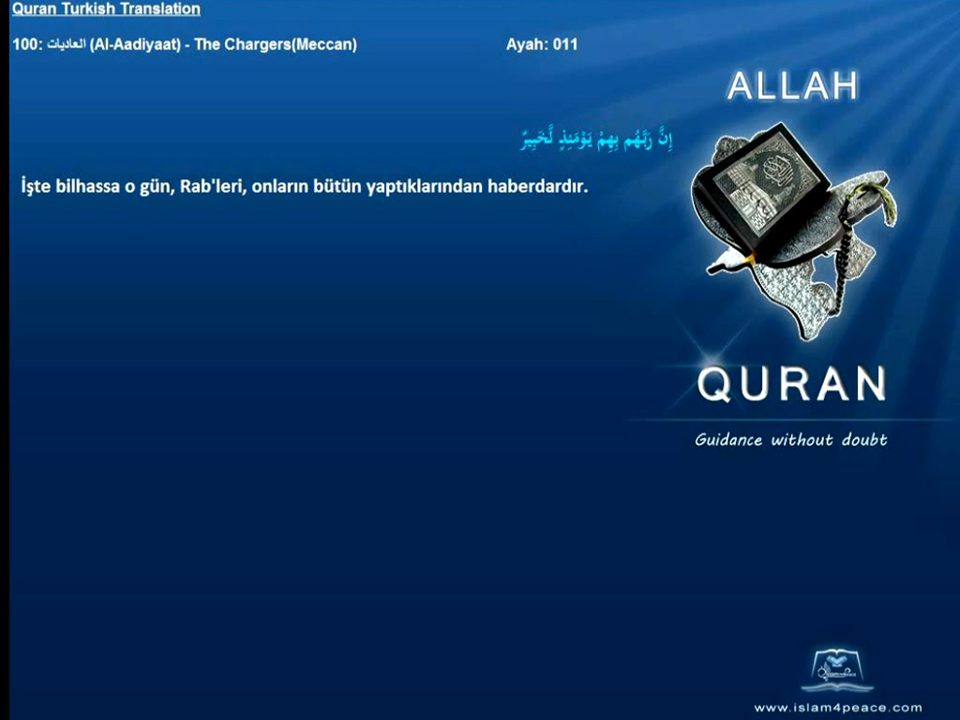 Quran Turkish Translation
100: العاديات (Al-Aadiyaat) - The Chargers(Meccan) Ayah: 011
ALLAH
إِنَّ رَبَّهُم بِهِمْ يَوْمَئِذٍ لَّخَبِيرٌ
İşte bilhassa o gün, Rab'leri, onların bütün yaptıklarından haberdardır.
QURAN
Guidance without doubt
www.islam4peace.com